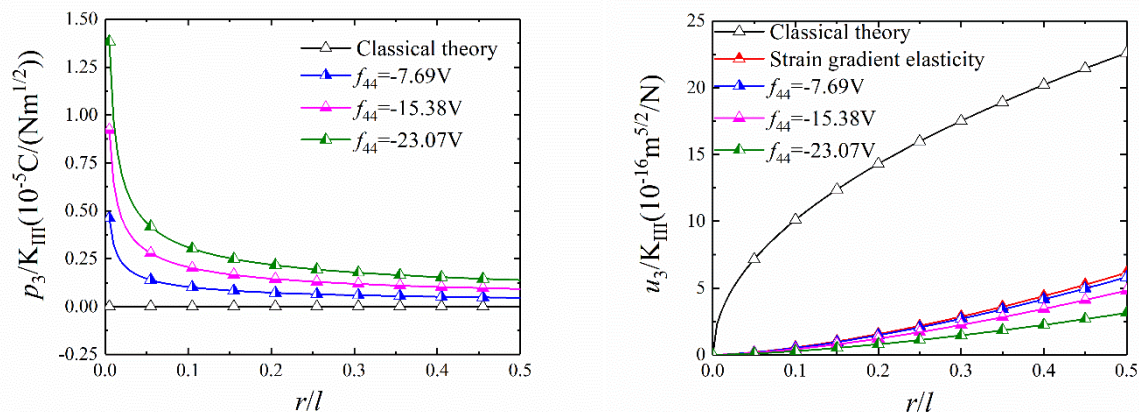 1.50
1.25
1.00
0.75
0.50
0.25
0.00
-0.25
p3/KIII(10-5C/(Nm1/2))
Classical theory
f44=-7.69V
f44=-15.38V
f44=-23.07V
0.0 0.1 0.2 0.3 0.4 0.5
r/l
25
20
15
10
5
0
-5
u3/KIII(10-16m5/2/N)
Classical theory
Strain gradient elasticity
f44=-7.69V
f44=-15.38V
f44=-23.07V
0.0 0.1 0.2 0.3 0.4 0.5
r/l